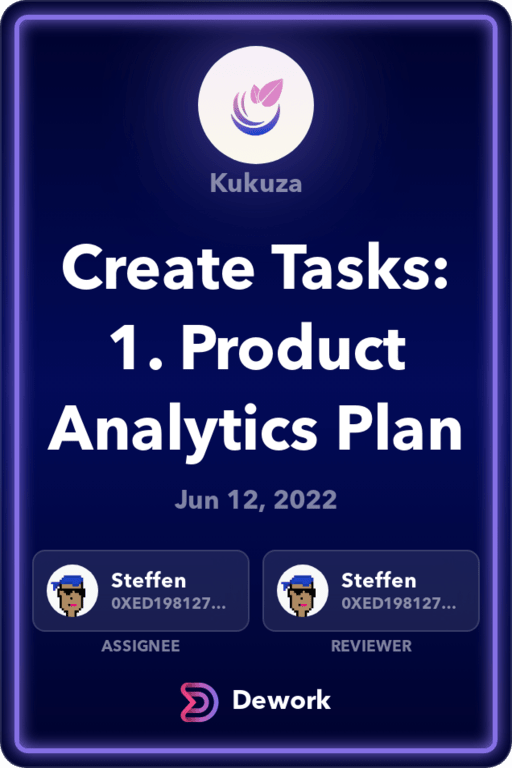 Kukuza
Create Tasks:
1. Product
Analytics Plan
Jun 12, 2022
Steffen
0XED198127...
ASSIGNEE
Steffen
0XED198127...
REVIEWER
Dework